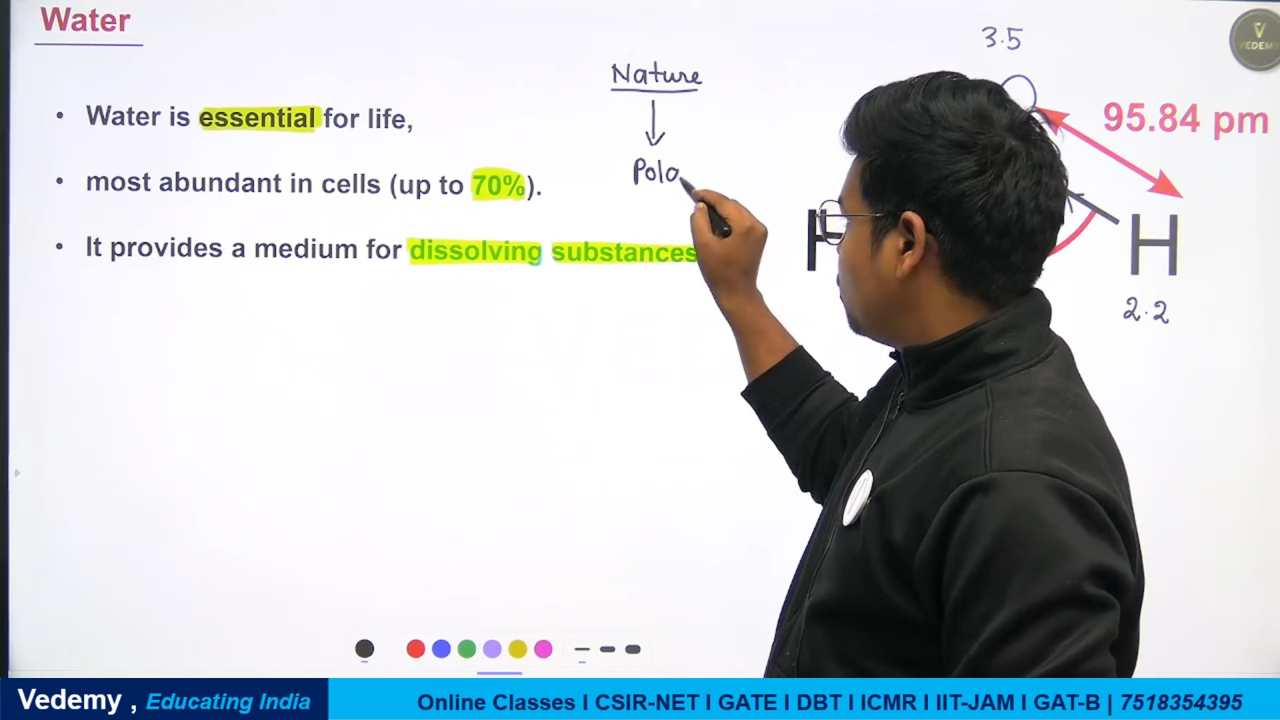 Water
• Water is essential for life,
• most abundant in cells (up to 70%).
• It provides a medium for dissolving substances
Nature
Pola
3.5
95.84 pm
H
H
2.2
VEDEMY
Vedemy , Educating India
Online Classes I CSIR-NET I GATE I DBT I ICMR I IIT-JAM I GAT-B | 7518354395